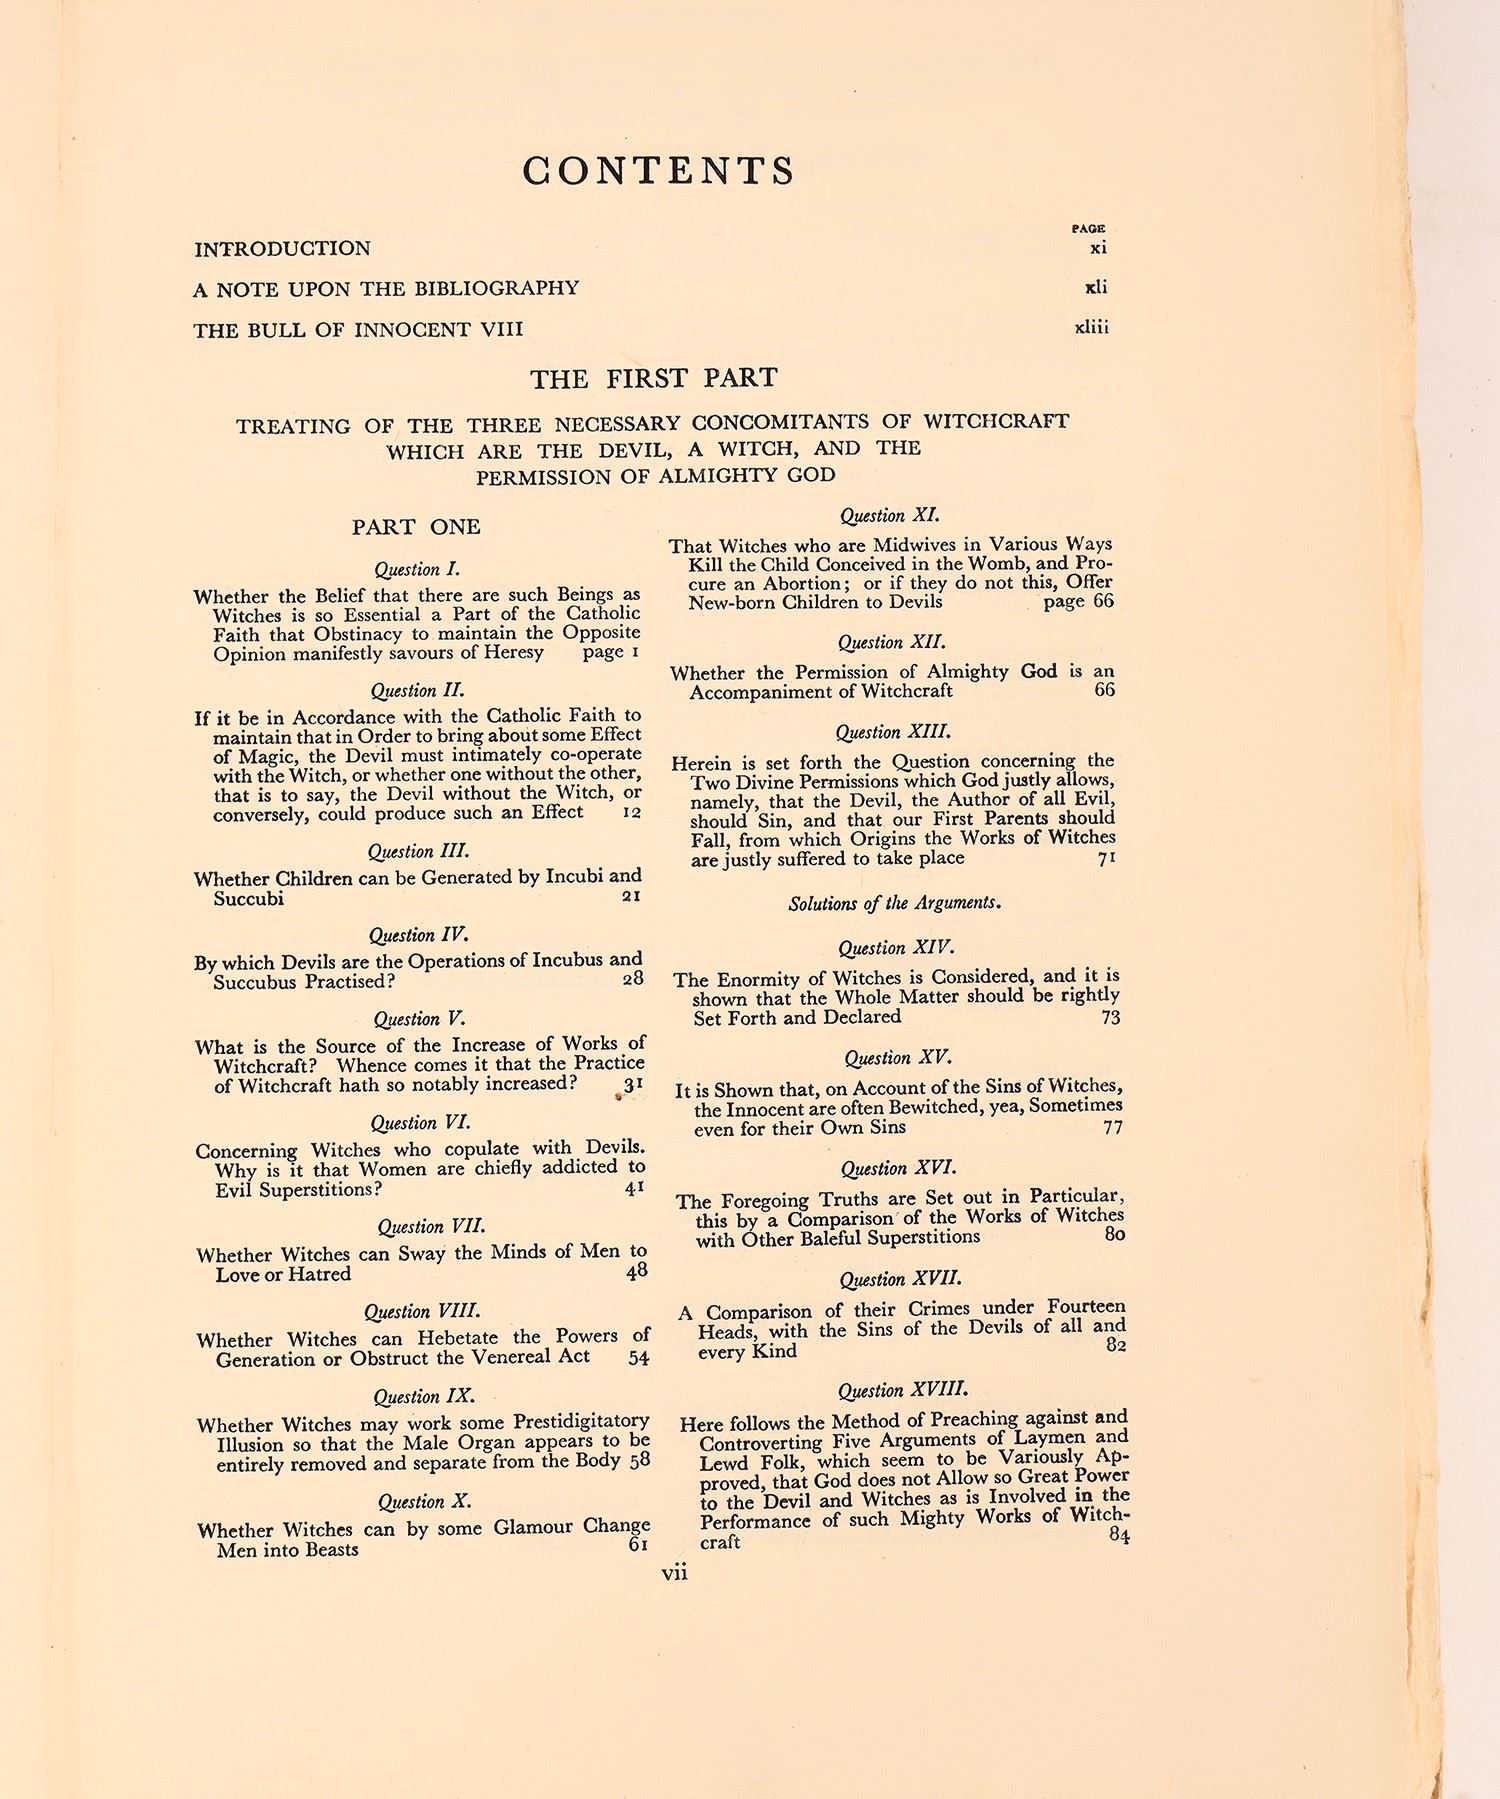 CONTENTS
PAGE
INTRODUCTION xi
A NOTE UPON THE BIBLIOGRAPHY xli
THE BULL OF INNOCENT VIII xliii
THE FIRST PART
TREATING OF THE THREE NECESSARY CONCOMITANTS OF WITCHCRAFT
WHICH ARE THE DEVIL, A WITCH, AND THE
PERMISSION OF ALMIGHTY GOD
PART ONE
Question I.
Whether the Belief that there are such Beings as
Witches is so Essential a Part of the Catholic
Faith that Obstinacy to maintain the Opposite
Opinion manifestly savours of Heresy page 1
Question II.
If it be in Accordance with the Catholic Faith to
maintain that in Order to bring about some Effect
of Magic, the Devil must intimately co-operate
with the Witch, or whether one without the other,
that is to say, the Devil without the Witch, or
conversely, could produce such an Effect 12
Question III.
Whether Children can be Generated by Incubi and
Succubi 21
Question IV.
By which Devils are the Operations of Incubus and
Succubus Practised? 28
Question V.
What is the Source of the Increase of Works of
Witchcraft? Whence comes it that the Practice
of Witchcraft hath so notably increased? 31
Question VI.
Concerning Witches who copulate with Devils.
Why is it that Women are chiefly addicted to
Evil Superstitions? 41
Question VII.
Whether Witches can Sway the Minds of Men to
Love or Hatred 48
Question VIII.
Whether Witches can Hebetate the Powers of
Generation or Obstruct the Venereal Act 54
Question IX.
Whether Witches may work some Prestidigitatory
Illusion so that the Male Organ appears to be
entirely removed and separate from the Body 58
Question X.
Whether Witches can by some Glamour Change
Men into Beasts 61
Question XI.
That Witches who are Midwives in Various Ways
Kill the Child Conceived in the Womb, and Pro-
cure an Abortion; or if they do not this, Offer
New-born Children to Devils page 66
Question XII.
Whether the Permission of Almighty God is an
Accompaniment of Witchcraft 66
Question XIII.
Herein is set forth the Question concerning the
Two Divine Permissions which God justly allows,
namely, that the Devil, the Author of all Evil,
should Sin, and that our First Parents should
Fall, from which Origins the Works of Witches
are justly suffered to take place 71
Solutions of the Arguments.
Question XIV.
The Enormity of Witches is Considered, and it is
shown that the Whole Matter should be rightly
Set Forth and Declared 73
Question XV.
It is Shown that, on Account of the Sins of Witches,
the Innocent are often Bewitched, yea, Sometimes
even for their Own Sins 77
Question XVI.
The Foregoing Truths are Set out in Particular,
this by a Comparison of the Works of Witches
with Other Baleful Superstitions 80
Question XVII.
A Comparison of their Crimes under Fourteen
Heads, with the Sins of the Devils of all and
every Kind 82
Question XVIII.
Here follows the Method of Preaching against and
Controverting Five Arguments of Laymen and
Lewd Folk, which seem to be Variously Ap-
proved, that God does not Allow so Great Power
to the Devil and Witches as is Involved in the
Performance of such Mighty Works of Witch-
craft 84
vii